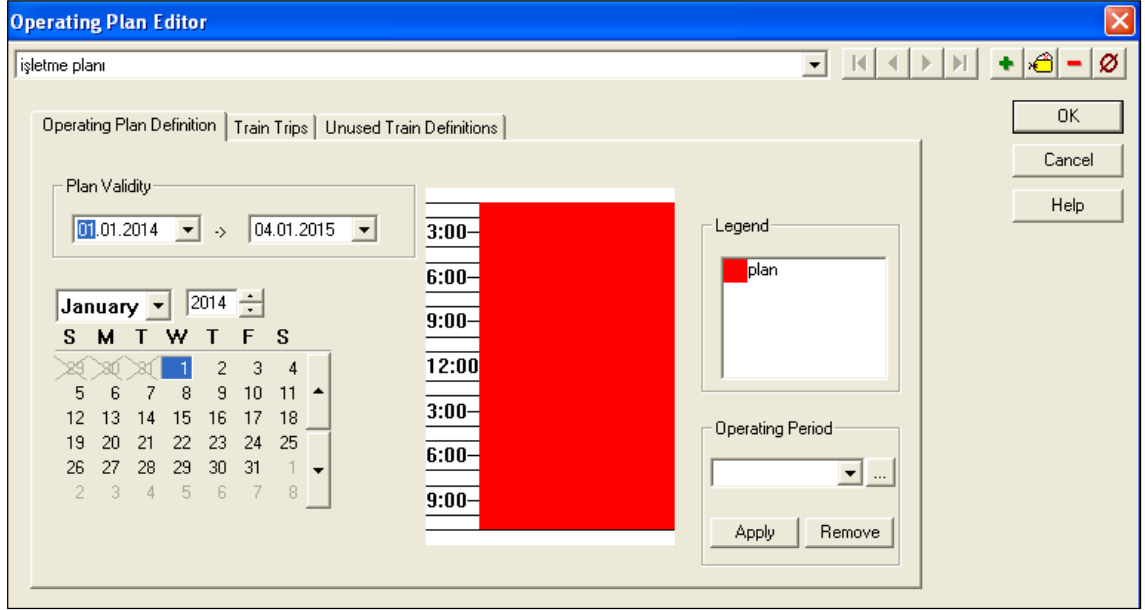 Operating Plan Editor
işletme planı
Operating Plan Definition Train Trips Unused Train Definitions
OK
Cancel
Help
Plan Validity
01.01.2014 -> 04.01.2015
January 2014
S M T W T F S
29 30 31 1 2 3 4
5 6 7 8 9 10 11
12 13 14 15 16 17 18
19 20 21 22 23 24 25
26 27 28 29 30 31 1
2 3 4 5 6 7 8
3:00
6:00
9:00
12:00
3:00
6:00
9:00
Legend
plan
Operating Period
...
Apply Remove